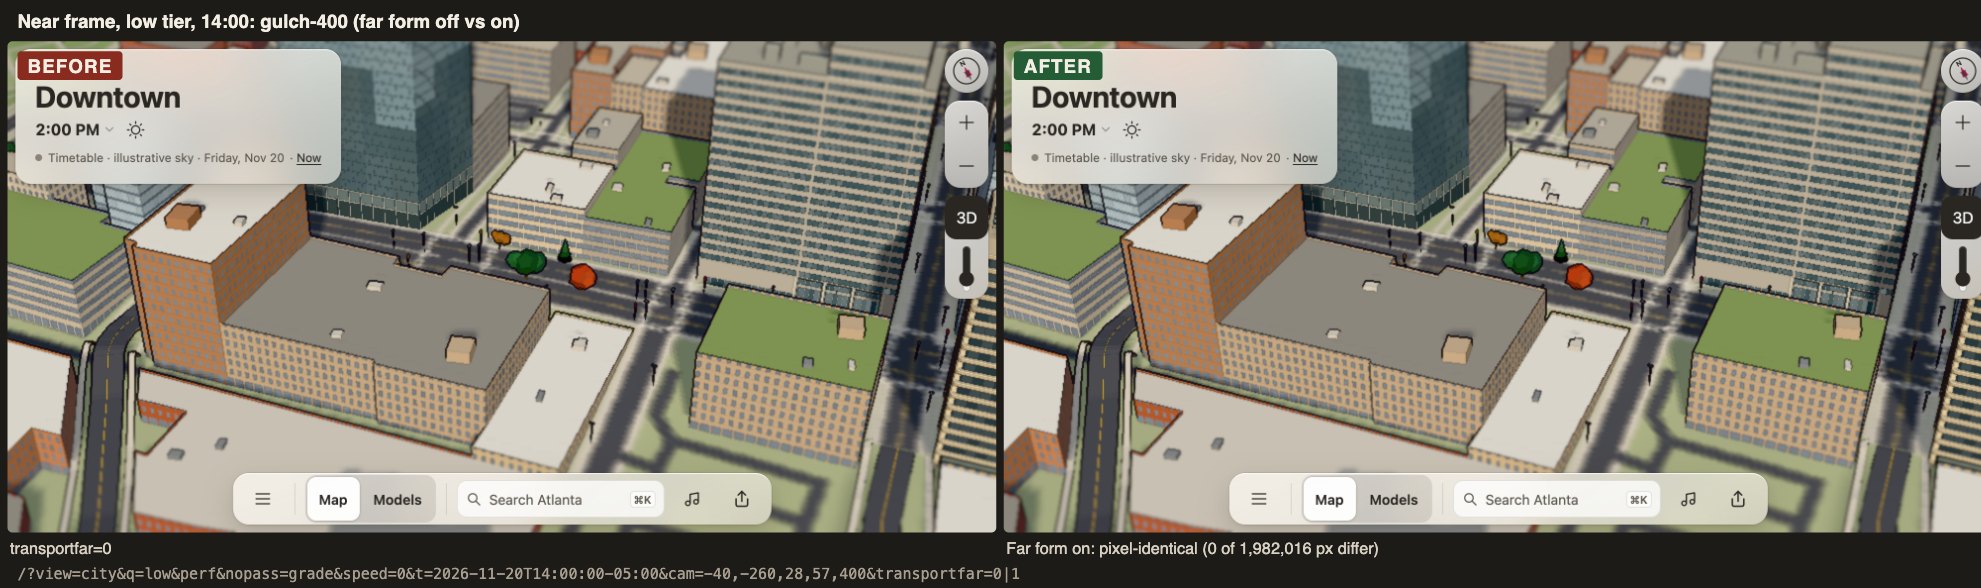 Near frame, low tier, 14:00: gulch-400 (far form off vs on)
BEFORE
Downtown
2:00 PM
Timetable · illustrative sky · Friday, Nov 20 · Now
N
+
−
3D
Map Models Search Atlanta ⌘K
transportfar=0
AFTER
Downtown
2:00 PM
Timetable · illustrative sky · Friday, Nov 20 · Now
N
+
−
3D
Map Models Search Atlanta ⌘K
Far form on: pixel-identical (0 of 1,982,016 px differ)
/?view=city&q=low&perf&nopass=grade&speed=0&t=2026-11-20T14:00:00-05:00&cam=-40,-260,28,57,400&transportfar=0|1